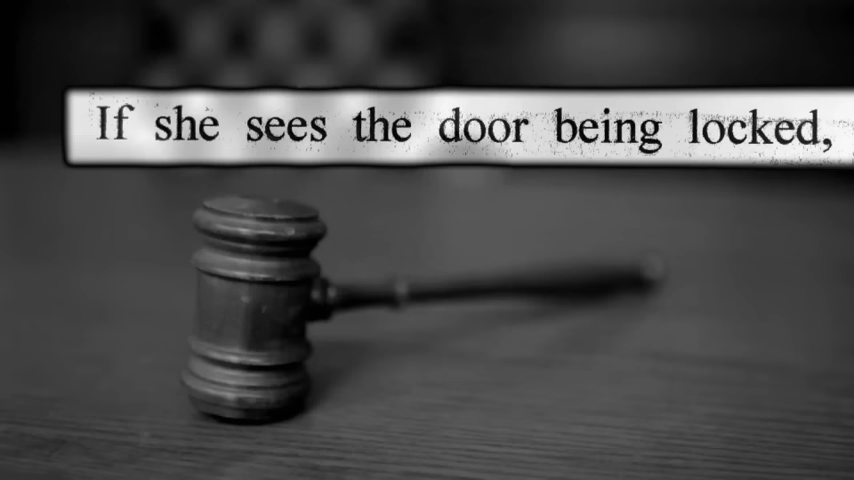 If she sees the door being locked,